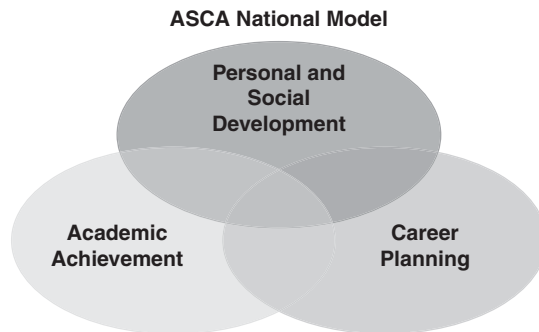 ASCA National Model
Personal and
Social
Development
Academic
Achievement
Career
Planning